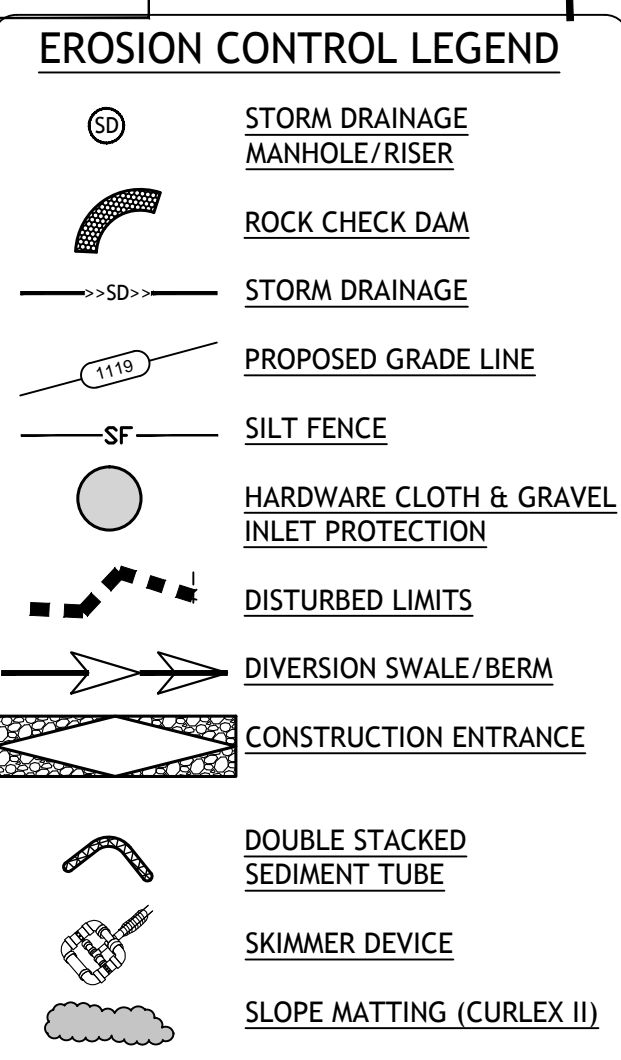 EROSION CONTROL LEGEND
SD
STORM DRAINAGE
MANHOLE/RISER
ROCK CHECK DAM
>>SD>>
STORM DRAINAGE
1119
PROPOSED GRADE LINE
SF
SILT FENCE
HARDWARE CLOTH & GRAVEL
INLET PROTECTION
DISTURBED LIMITS
DIVERSION SWALE/BERM
CONSTRUCTION ENTRANCE
DOUBLE STACKED
SEDIMENT TUBE
SKIMMER DEVICE
SLOPE MATTING (CURLEX II)